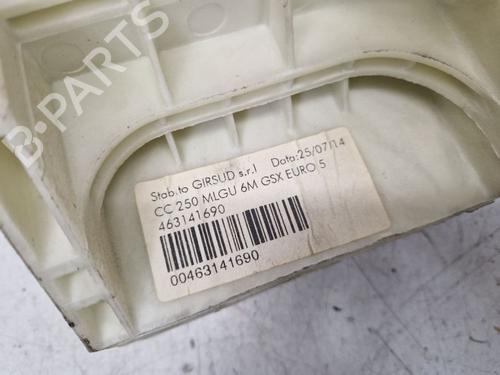 B-PARTS
Stab.to GIRSUD s.r.l Data:25/07/14
CC 250 MLGU 6M GSX EURO 5
463141690
00463141690